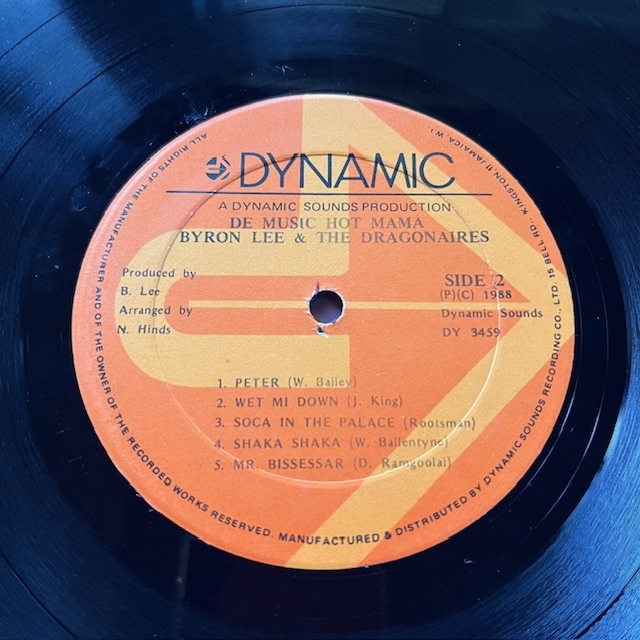 DYNAMIC
A DYNAMIC SOUNDS PRODUCTION
DE MUSIC HOT MAMA
BYRON LEE & THE DRAGONAIRES
Produced by
B. Lee
Arranged by
N. Hinds
SIDE 2
(P)(C) 1988
Dynamic Sounds
DY 3459
1. PETER (W. Bailey)
2. WET MI DOWN (J. King)
3. SOCA IN THE PALACE (Rootsman)
4. SHAKA SHAKA (W. Ballentyne)
5. MR. BISSESSAR (D. Ramgoolal)
ALL RIGHTS OF THE MANUFACTURER AND OF THE OWNER OF THE RECORDED WORKS RESERVED. MANUFACTURED & DISTRIBUTED BY DYNAMIC SOUNDS RECORDING CO., LTD. 15 BELL RD., KINGSTON 11 JAMAICA, W.I.